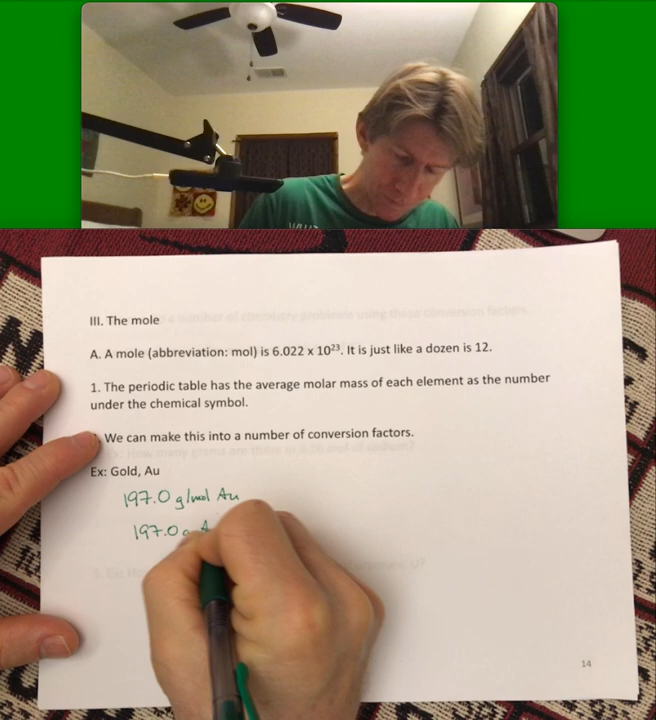 III. The mole
A. A mole (abbreviation: mol) is 6.022 x 10²³. It is just like a dozen is 12.
1. The periodic table has the average molar mass of each element as the number
under the chemical symbol.
We can make this into a number of conversion factors.
Ex: Gold, Au
197.0 g/mol Au
197.0 g A
14